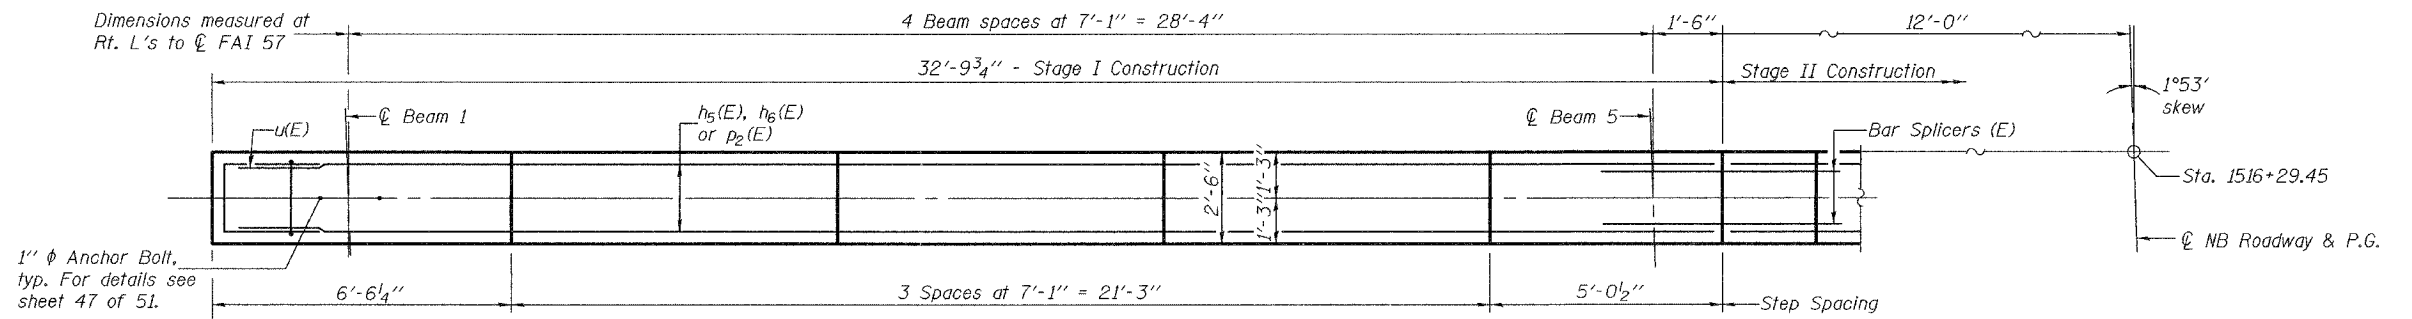 Dimensions measured at
Rt. L's to ℄ FAI 57
4 Beam spaces at 7'-1" = 28'-4"
1'-6"
12'-0"
32'-9¾" - Stage I Construction
Stage II Construction
1°53'
skew
℄ Beam 1
u(E)
h5(E), h6(E)
or p2(E)
℄ Beam 5
Bar Splicers (E)
2'-6"
1'-3"
1'-3"
Sta. 1516+29.45
℄ NB Roadway & P.G.
1" ϕ Anchor Bolt,
typ. For details see
sheet 47 of 51.
6'-6¼"
3 Spaces at 7'-1" = 21'-3"
5'-0½"
Step Spacing